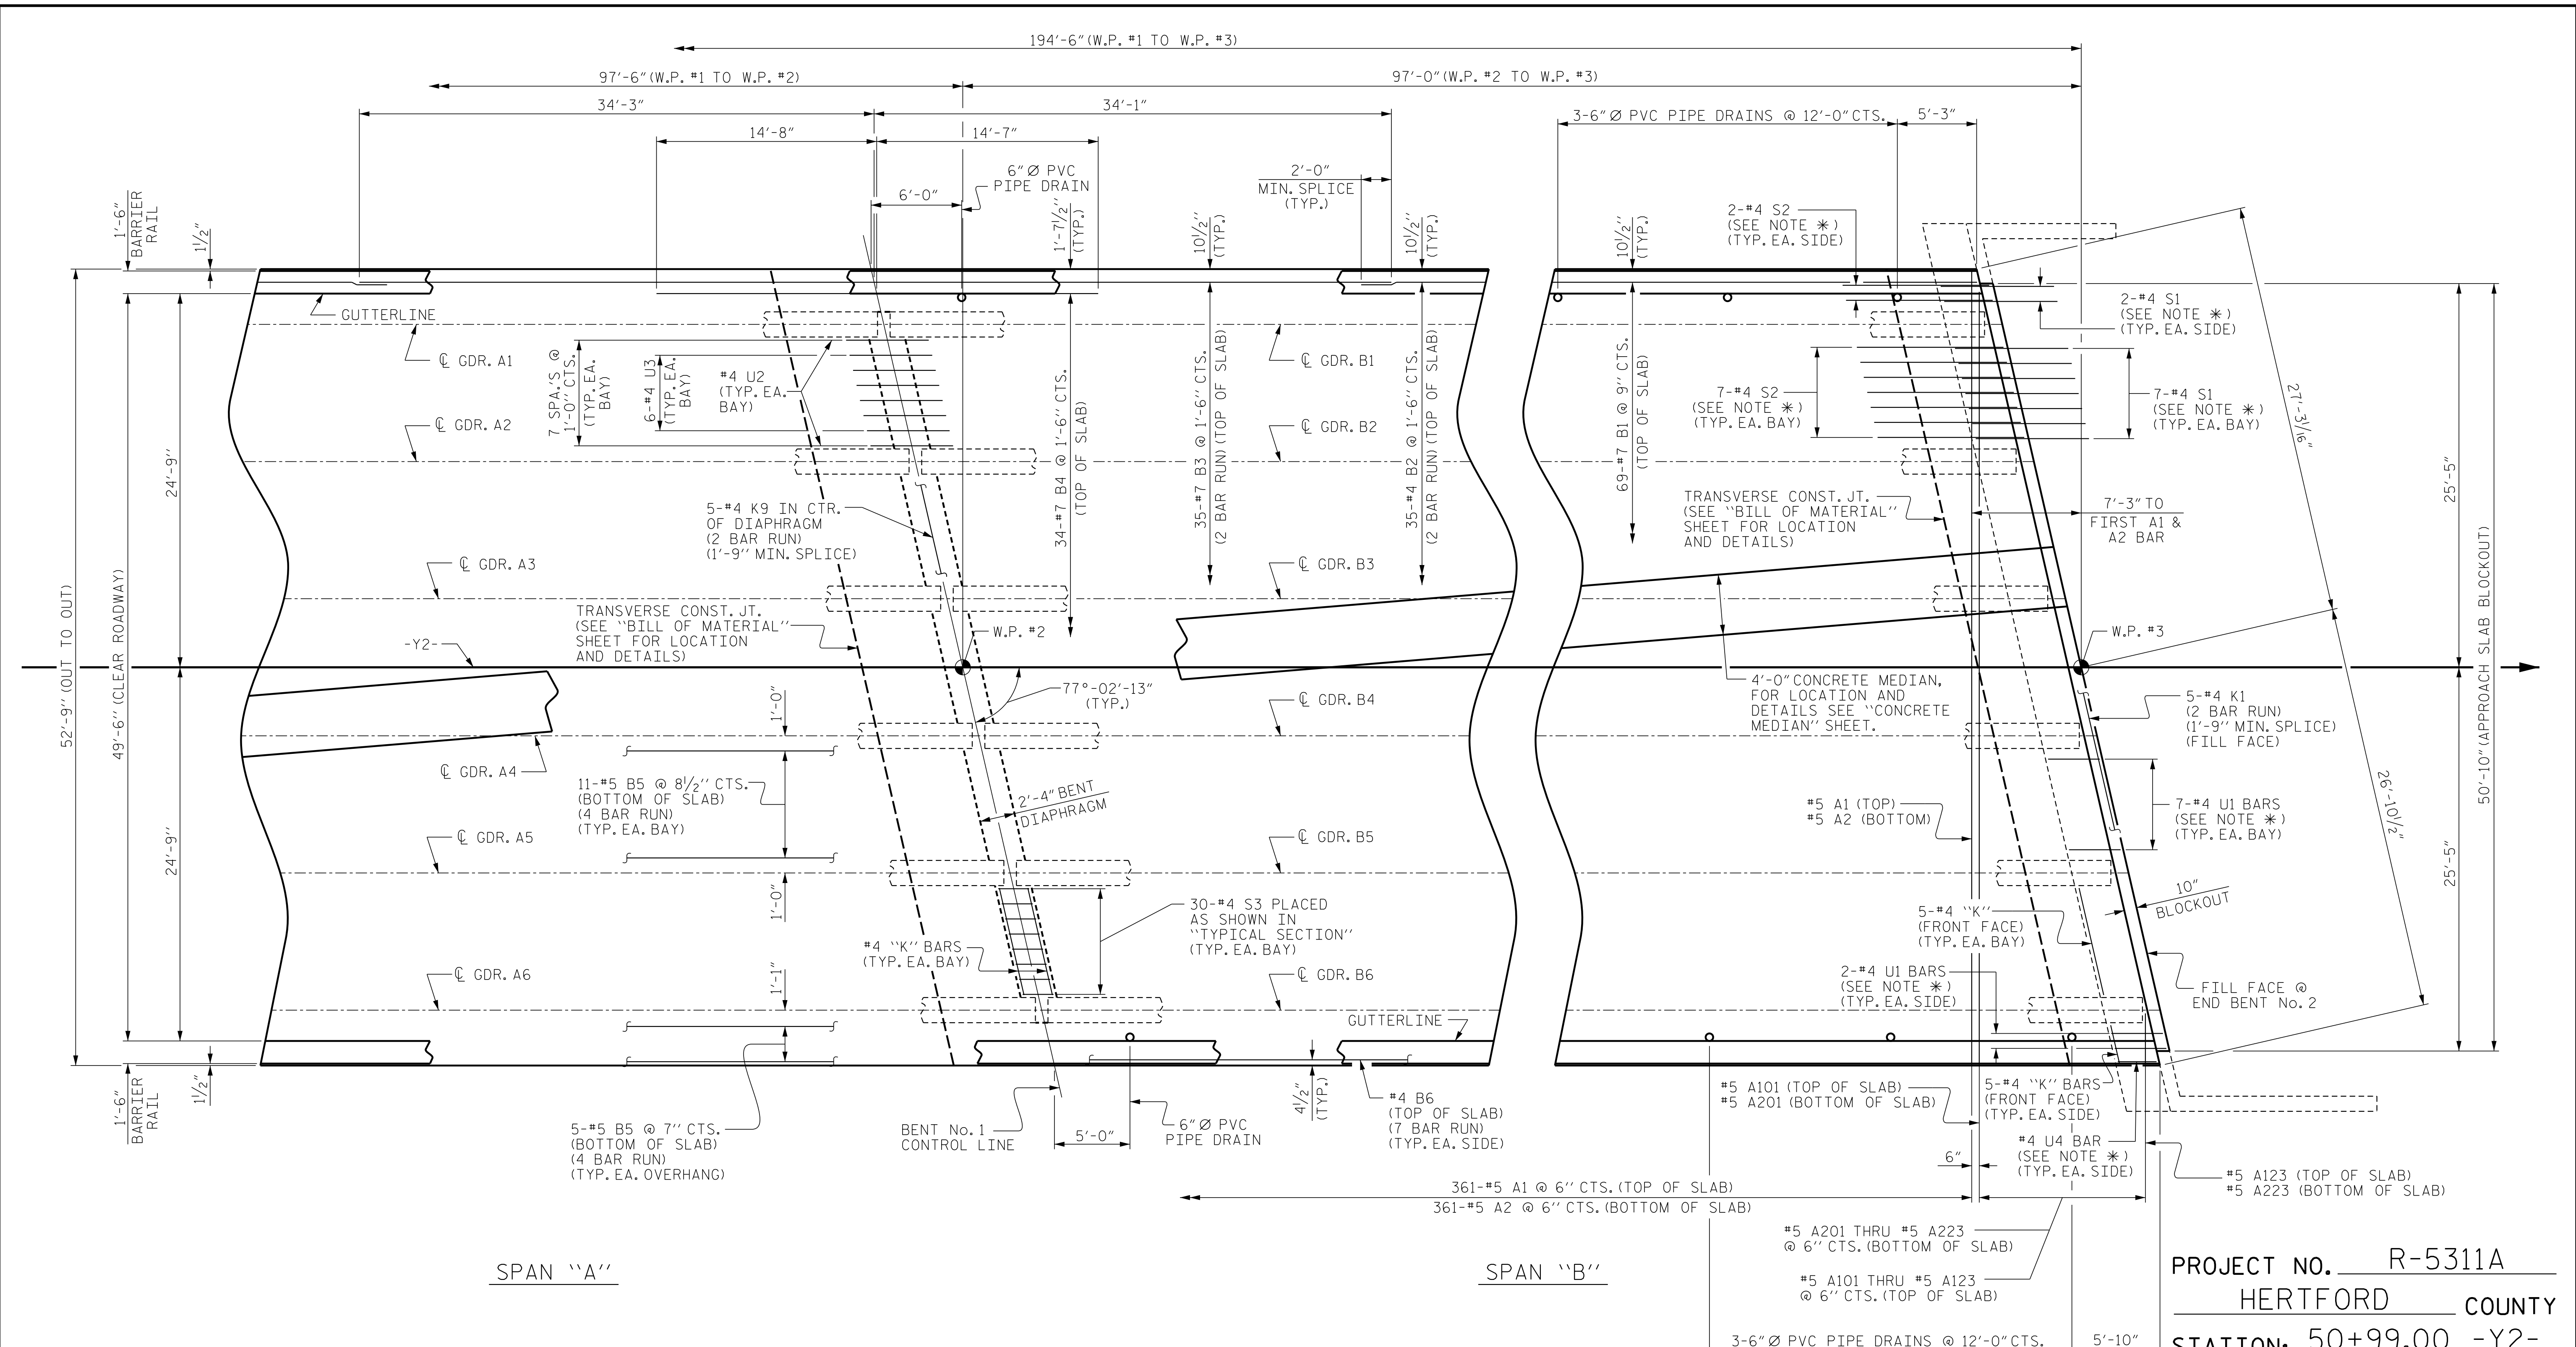 194'-6" (W.P. #1 TO W.P. #3)
97'-6" (W.P. #1 TO W.P. #2)
97'-0" (W.P. #2 TO W.P. #3)
34'-3"
34'-1"
3-6" Ø PVC PIPE DRAINS @ 12'-0" CTS.
5'-3"
14'-8"
14'-7"
6'-0"
6" Ø PVC
PIPE DRAIN
2'-0"
MIN. SPLICE
(TYP.)
1'-6"
BARRIER
RAIL
1½"
1'-7½"
(TYP.)
10½"
(TYP.)
10½"
(TYP.)
10½"
(TYP.)
2-#4 S2
(SEE NOTE ✳)
(TYP. EA. SIDE)
GUTTERLINE
2-#4 S1
(SEE NOTE ✳)
(TYP. EA. SIDE)
℄ GDR. A1
7 SPA.'S @
1'-0" CTS.
(TYP. EA.
BAY)
6-#4 U3
(TYP. EA.
BAY)
#4 U2
(TYP. EA.
BAY)
℄ GDR. B1
7-#4 S2
(SEE NOTE ✳)
(TYP. EA. BAY)
7-#4 S1
(SEE NOTE ✳)
(TYP. EA. BAY)
27'-3 1/16"
℄ GDR. A2
℄ GDR. B2
34-#7 B4 @ 1'-6" CTS.
(TOP OF SLAB)
35-#7 B3 @ 1'-6" CTS.
(2 BAR RUN) (TOP OF SLAB)
35-#4 B2 @ 1'-6" CTS.
(2 BAR RUN) (TOP OF SLAB)
69-#7 B1 @ 9" CTS.
(TOP OF SLAB)
24'-9"
25'-5"
5-#4 K9 IN CTR.
OF DIAPHRAGM
(2 BAR RUN)
(1'-9" MIN. SPLICE)
TRANSVERSE CONST. JT.
(SEE "BILL OF MATERIAL"
SHEET FOR LOCATION
AND DETAILS)
7'-3" TO
FIRST A1 &
A2 BAR
℄ GDR. A3
℄ GDR. B3
52'-9" (OUT TO OUT)
49'-6" (CLEAR ROADWAY)
TRANSVERSE CONST. JT.
(SEE "BILL OF MATERIAL"
SHEET FOR LOCATION
AND DETAILS)
-Y2-
W.P. #2
W.P. #3
77°-02'-13"
(TYP.)
℄ GDR. B4
4'-0" CONCRETE MEDIAN,
FOR LOCATION AND
DETAILS SEE "CONCRETE
MEDIAN" SHEET.
5-#4 K1
(2 BAR RUN)
(1'-9" MIN. SPLICE)
(FILL FACE)
50'-10" (APPROACH SLAB BLOCKOUT)
1'-0"
℄ GDR. A4
11-#5 B5 @ 8½" CTS.
(BOTTOM OF SLAB)
(4 BAR RUN)
(TYP. EA. BAY)
2'-4" BENT
DIAPHRAGM
#5 A1 (TOP)
#5 A2 (BOTTOM)
7-#4 U1 BARS
(SEE NOTE ✳)
(TYP. EA. BAY)
26'-10½"
24'-9"
25'-5"
℄ GDR. A5
℄ GDR. B5
1'-0"
30-#4 S3 PLACED
AS SHOWN IN
"TYPICAL SECTION"
(TYP. EA. BAY)
10"
BLOCKOUT
5-#4 "K"
(FRONT FACE)
(TYP. EA. BAY)
#4 "K" BARS
(TYP. EA. BAY)
℄ GDR. A6
1'-1"
℄ GDR. B6
2-#4 U1 BARS
(SEE NOTE ✳)
(TYP. EA. SIDE)
FILL FACE @
END BENT No. 2
GUTTERLINE
1'-6"
BARRIER
RAIL
1½"
5-#5 B5 @ 7" CTS.
(BOTTOM OF SLAB)
(4 BAR RUN)
(TYP. EA. OVERHANG)
BENT No. 1
CONTROL LINE
5'-0"
6" Ø PVC
PIPE DRAIN
4½"
(TYP.)
#4 B6
(TOP OF SLAB)
(7 BAR RUN)
(TYP. EA. SIDE)
#5 A101 (TOP OF SLAB)
#5 A201 (BOTTOM OF SLAB)
5-#4 "K" BARS
(FRONT FACE)
(TYP. EA. SIDE)
#4 U4 BAR
(SEE NOTE ✳)
(TYP. EA. SIDE)
6"
#5 A123 (TOP OF SLAB)
#5 A223 (BOTTOM OF SLAB)
361-#5 A1 @ 6" CTS. (TOP OF SLAB)
361-#5 A2 @ 6" CTS. (BOTTOM OF SLAB)
#5 A201 THRU #5 A223
@ 6" CTS. (BOTTOM OF SLAB)
#5 A101 THRU #5 A123
@ 6" CTS. (TOP OF SLAB)
SPAN "A"
SPAN "B"
3-6" Ø PVC PIPE DRAINS @ 12'-0" CTS.
5'-10"
PROJECT NO. R-5311A
HERTFORD COUNTY
STATION: 50+99.00 -Y2-